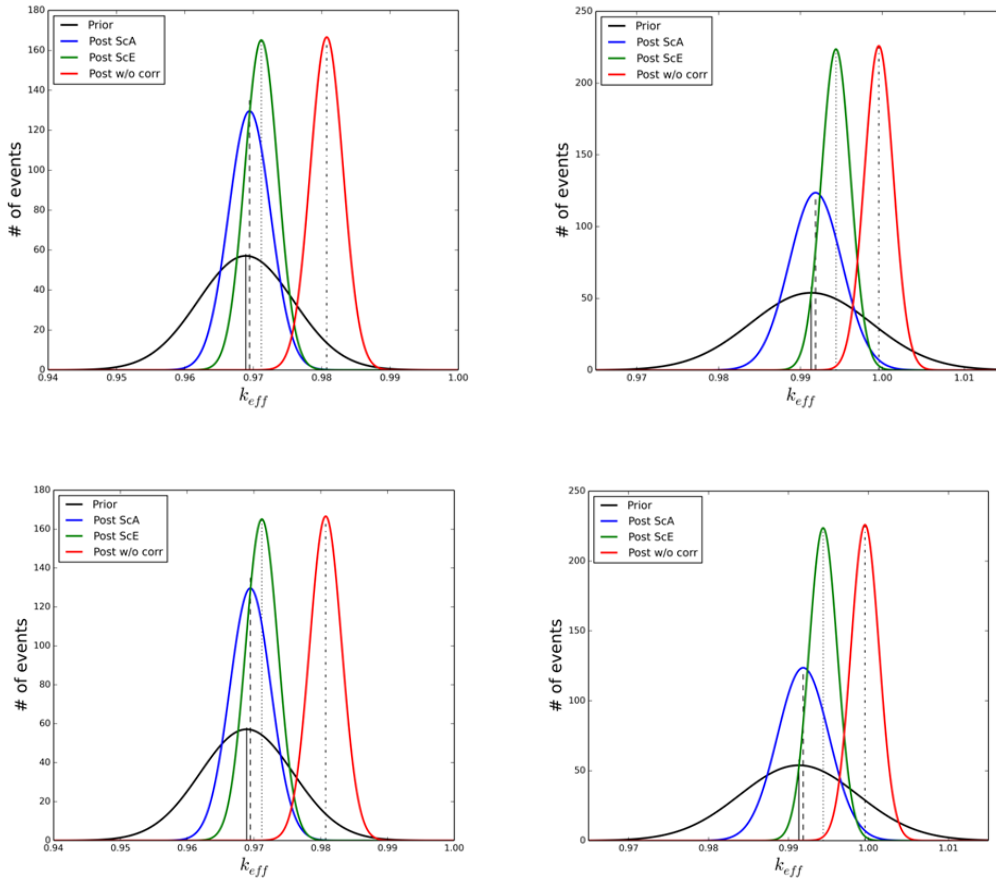 180
160
140
120
100
80
60
40
20
0
# of events
Prior
Post ScA
Post ScE
Post w/o corr
0.94 0.95 0.96 0.97 0.98 0.99 1.00
k_eff
250
200
150
100
50
0
# of events
Prior
Post ScA
Post ScE
Post w/o corr
0.97 0.98 0.99 1.00 1.01
k_eff
180
160
140
120
100
80
60
40
20
0
# of events
Prior
Post ScA
Post ScE
Post w/o corr
0.94 0.95 0.96 0.97 0.98 0.99 1.00
k_eff
250
200
150
100
50
0
# of events
Prior
Post ScA
Post ScE
Post w/o corr
0.97 0.98 0.99 1.00 1.01
k_eff